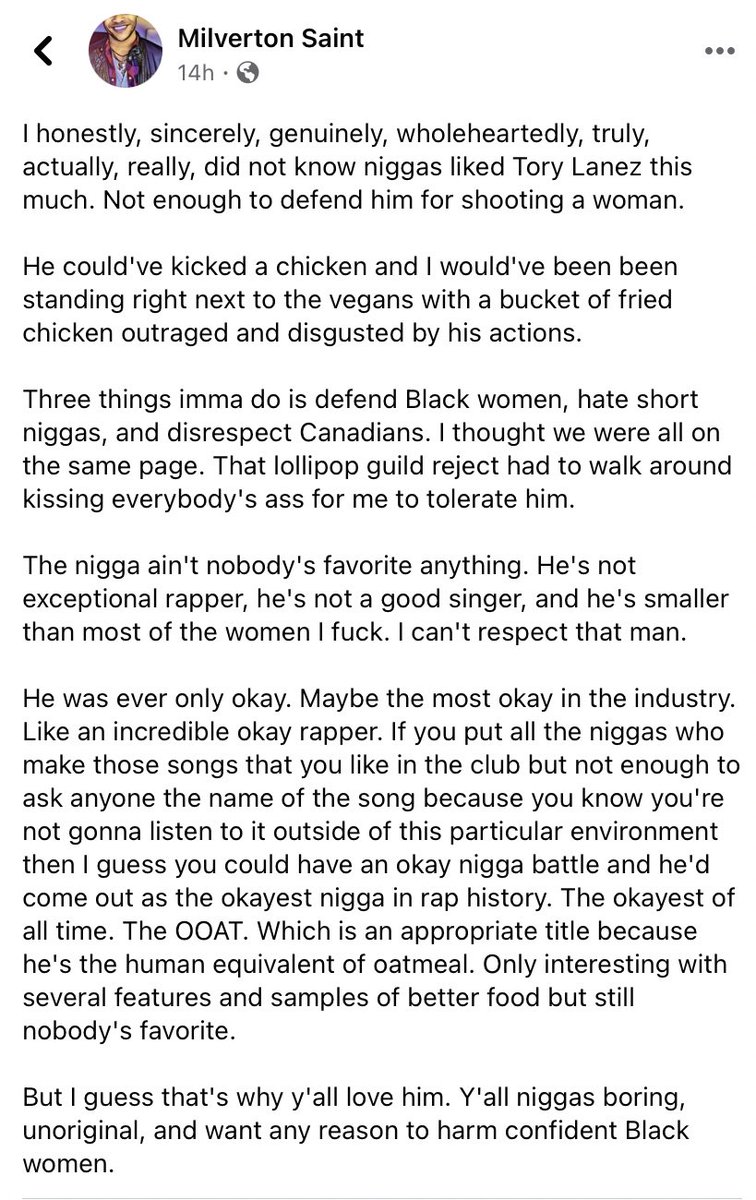 Milverton Saint
14h ·
I honestly, sincerely, genuinely, wholeheartedly, truly,
actually, really, did not know niggas liked Tory Lanez this
much. Not enough to defend him for shooting a woman.
He could've kicked a chicken and I would've been been
standing right next to the vegans with a bucket of fried
chicken outraged and disgusted by his actions.
Three things imma do is defend Black women, hate short
niggas, and disrespect Canadians. I thought we were all on
the same page. That lollipop guild reject had to walk around
kissing everybody's ass for me to tolerate him.
The nigga ain't nobody's favorite anything. He's not
exceptional rapper, he's not a good singer, and he's smaller
than most of the women I fuck. I can't respect that man.
He was ever only okay. Maybe the most okay in the industry.
Like an incredible okay rapper. If you put all the niggas who
make those songs that you like in the club but not enough to
ask anyone the name of the song because you know you're
not gonna listen to it outside of this particular environment
then I guess you could have an okay nigga battle and he'd
come out as the okayest nigga in rap history. The okayest of
all time. The OOAT. Which is an appropriate title because
he's the human equivalent of oatmeal. Only interesting with
several features and samples of better food but still
nobody's favorite.
But I guess that's why y'all love him. Y'all niggas boring,
unoriginal, and want any reason to harm confident Black
women.